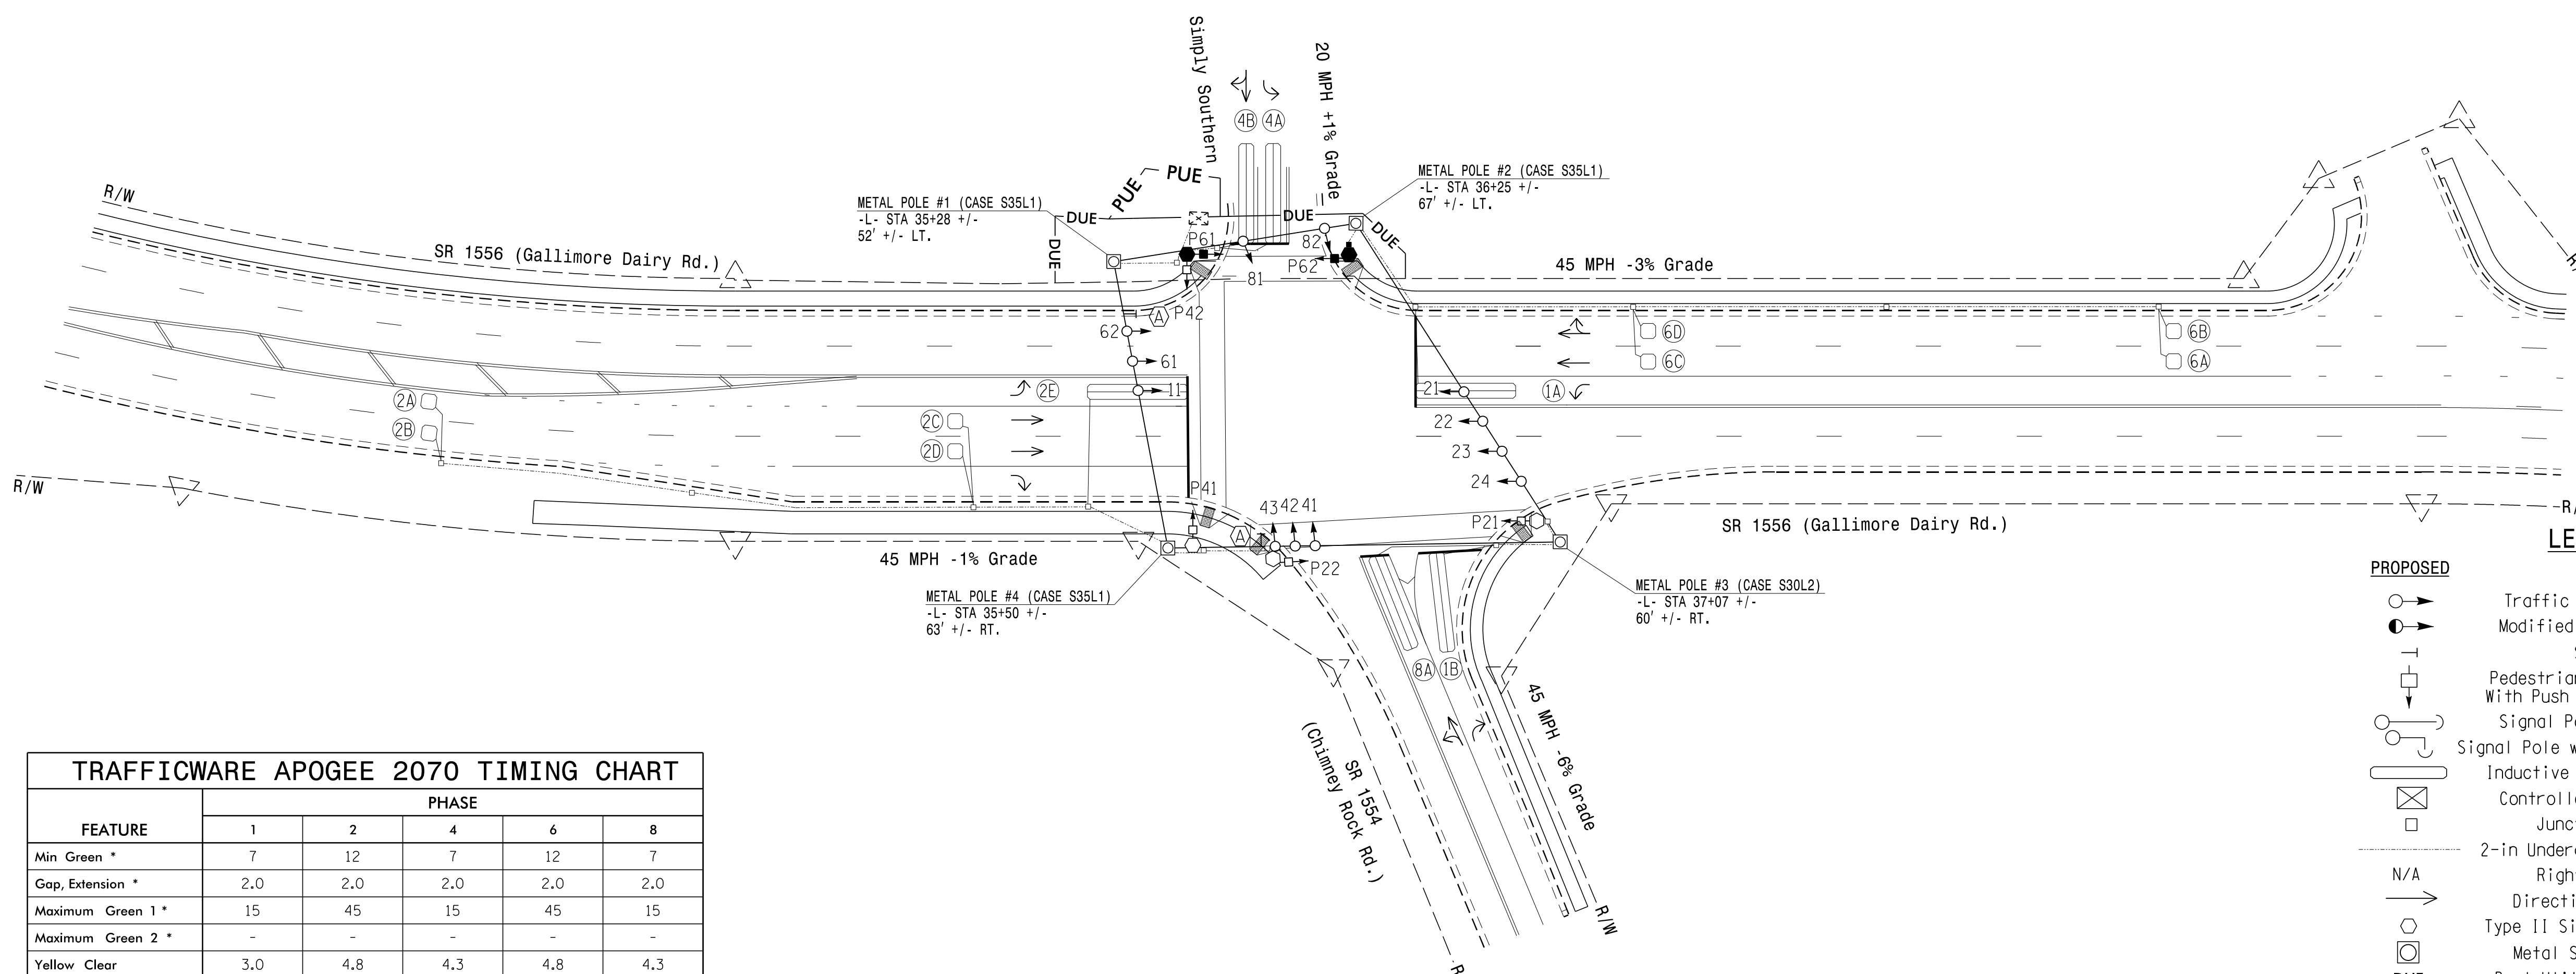 Simply Southern
20 MPH +1% Grade
4B
4A
R/W
SR 1556 (Gallimore Dairy Rd.)
METAL POLE #1 (CASE S35L1)
-L- STA 35+28 +/-
52' +/- LT.
PUE
PUE
DUE
DUE
DUE
DUE
METAL POLE #2 (CASE S35L1)
-L- STA 36+25 +/-
67' +/- LT.
P61
82
P62
81
A
P42
62
61
11
45 MPH -3% Grade
6D
6C
6B
6A
2A
2B
2E
2C
2D
21
1A
22
23
24
R/W
P41
43
42
41
A
P21
P22
SR 1556 (Gallimore Dairy Rd.)
45 MPH -1% Grade
METAL POLE #4 (CASE S35L1)
-L- STA 35+50 +/-
63' +/- RT.
METAL POLE #3 (CASE S30L2)
-L- STA 37+07 +/-
60' +/- RT.
8A
1B
45 MPH -6% Grade
SR 1554
(Chimney Rock Rd.)
R/W
PROPOSED
Traffic
Modified
Pedestrian
With Push
Signal
Signal Pole
Inductive
2-in
N/A
Type II
Metal
TRAFFICWARE APOGEE 2070 TIMING CHART
PHASE
FEATURE 1 2 4 6 8
Min Green * 7 12 7 12 7
Gap, Extension * 2.0 2.0 2.0 2.0 2.0
Maximum Green 1 * 15 45 15 45 15
Maximum Green 2 * - - - - -
Yellow Clear 3.0 4.8 4.3 4.8 4.3